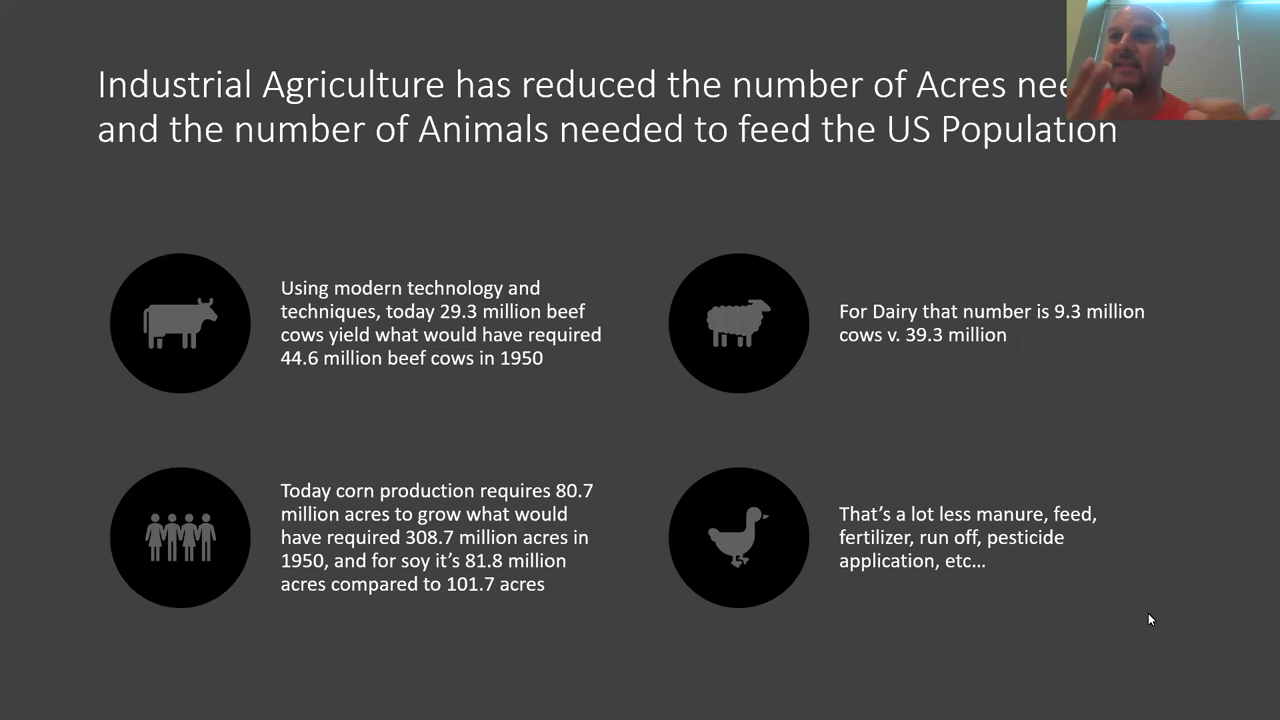 Industrial Agriculture has reduced the number of Acres
and the number of Animals needed to feed the US Population
Using modern technology and
techniques, today 29.3 million beef
cows yield what would have required
44.6 million beef cows in 1950
For Dairy that number is 9.3 million
cows v. 39.3 million
Today corn production requires 80.7
million acres to grow what would
have required 308.7 million acres in
1950, and for soy it’s 81.8 million
acres compared to 101.7 acres
That’s a lot less manure, feed,
fertilizer, run off, pesticide
application, etc…